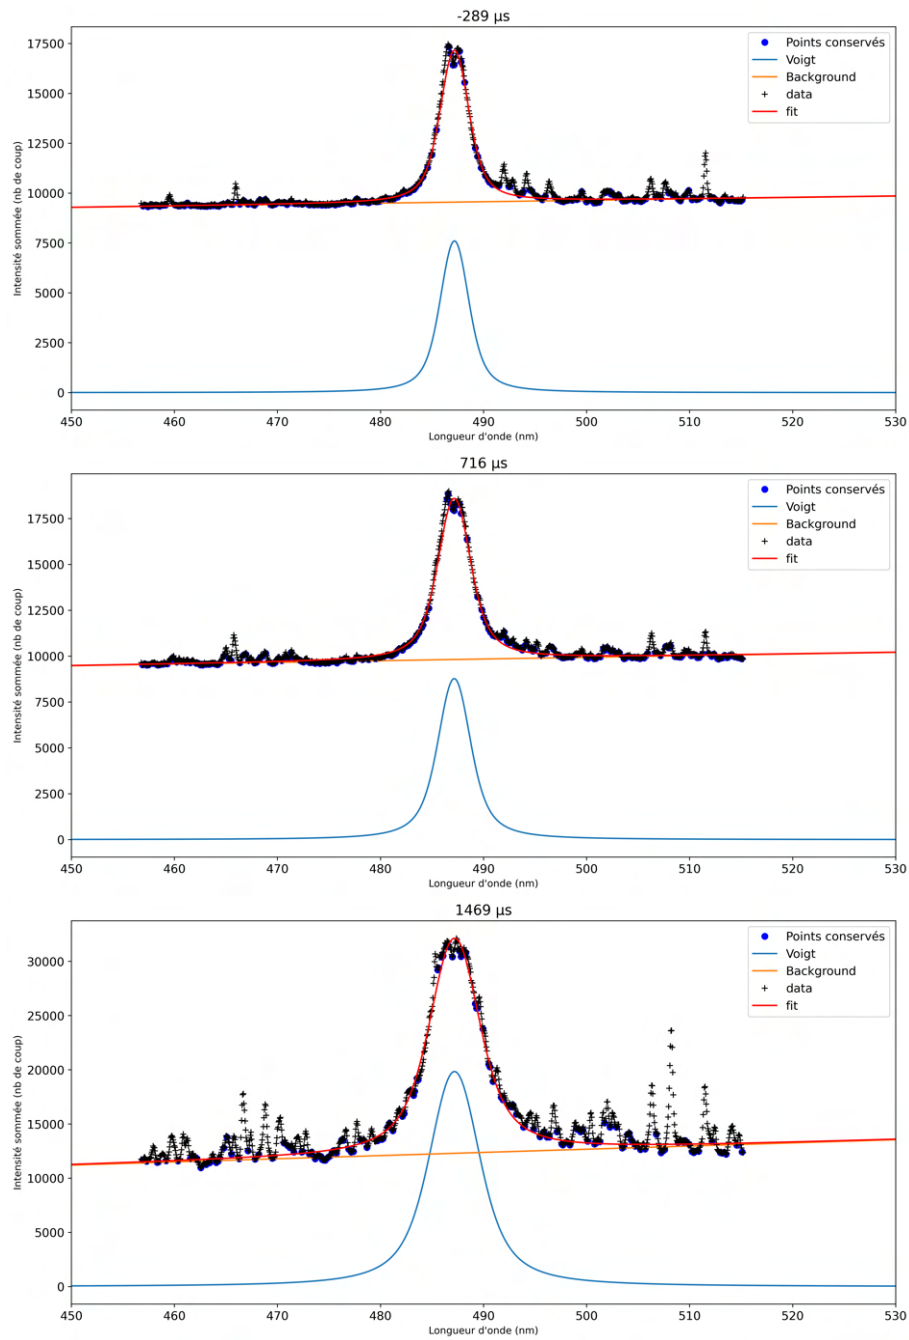 -289 µs
17500
15000
12500
10000
7500
5000
2500
0
Intensité sommée (nb de coup)
Points conservés
Voigt
Background
data
fit
450 460 470 480 490 500 510 520 530
Longueur d'onde (nm)
716 µs
17500
15000
12500
10000
7500
5000
2500
0
Intensité sommée (nb de coup)
Points conservés
Voigt
Background
data
fit
450 460 470 480 490 500 510 520 530
Longueur d'onde (nm)
1469 µs
30000
25000
20000
15000
10000
5000
0
Intensité sommée (nb de coup)
Points conservés
Voigt
Background
data
fit
450 460 470 480 490 500 510 520 530
Longueur d'onde (nm)